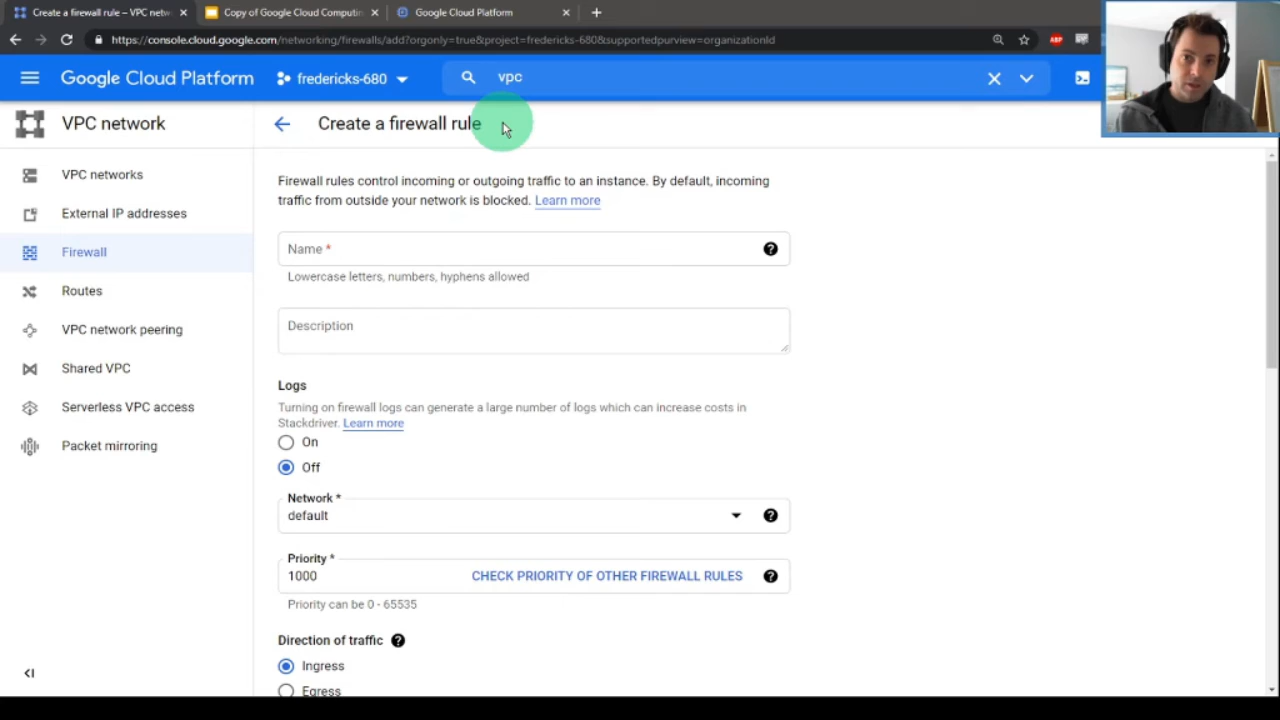 Create a firewall rule – VPC netw
Copy of Google Cloud Computin
Google Cloud Platform
https://console.cloud.google.com/networking/firewalls/add?orgonly=true&project=fredericks-680&supportedpurview=organizationId
ABP
Google Cloud Platform
fredericks-680
vpc
VPC network
Create a firewall rule
VPC networks
External IP addresses
Firewall
Routes
VPC network peering
Shared VPC
Serverless VPC access
Packet mirroring
Firewall rules control incoming or outgoing traffic to an instance. By default, incoming
traffic from outside your network is blocked. Learn more
Name *
Lowercase letters, numbers, hyphens allowed
Description
Logs
Turning on firewall logs can generate a large number of logs which can increase costs in
Stackdriver. Learn more
On
Off
Network *
default
Priority *
1000 CHECK PRIORITY OF OTHER FIREWALL RULES
Priority can be 0 - 65535
Direction of traffic
Ingress
Egress